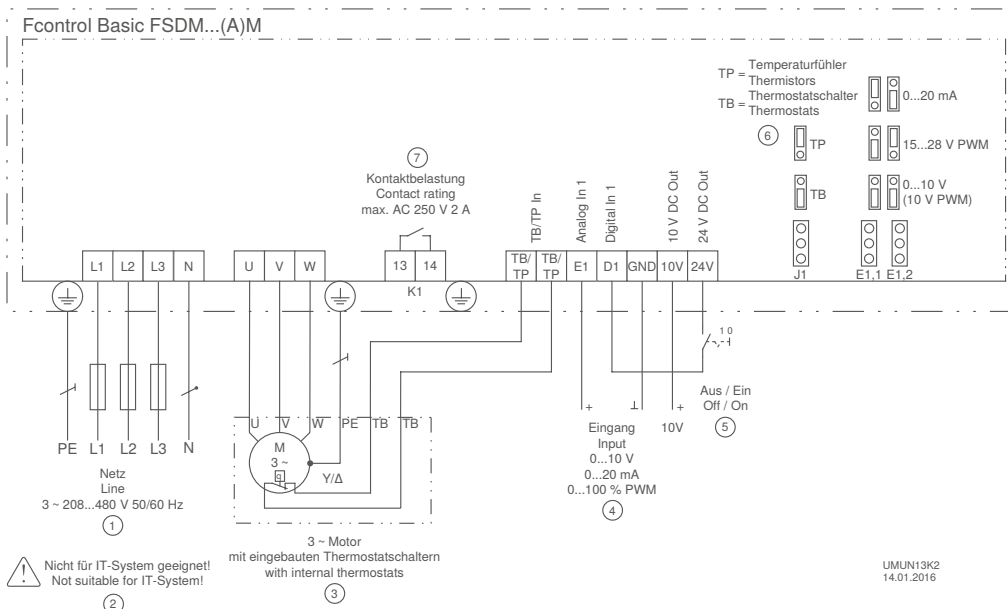 Fcontrol Basic FSDM...(A)M
TP = Temperaturfühler
Thermistors
TB = Thermostatschalter
Thermostats
6
0...20 mA
TP
15...28 V PWM
TB
0...10 V
(10 V PWM)
J1
E1,1 E1,2
7
Kontaktbelastung
Contact rating
max. AC 250 V 2 A
TB/TP In
Analog In 1
Digital In 1
10 V DC Out
24 V DC Out
L1 L2 L3 N
U V W
13 14
K1
TB/
TP
TB/
TP
E1 D1 GND 10V 24V
1 0
Aus / Ein
Off / On
5
+ ⊥ +
10V
Eingang
Input
0...10 V
0...20 mA
0...100 % PWM
4
PE L1 L2 L3 N
Netz
Line
3 ~ 208...480 V 50/60 Hz
1
U V W PE TB TB
M
3 ~
Y/Δ
3 ~ Motor
mit eingebauten Thermostatschaltern
with internal thermostats
3
Nicht für IT-System geeignet!
Not suitable for IT-System!
2
UMUN13K2
14.01.2016